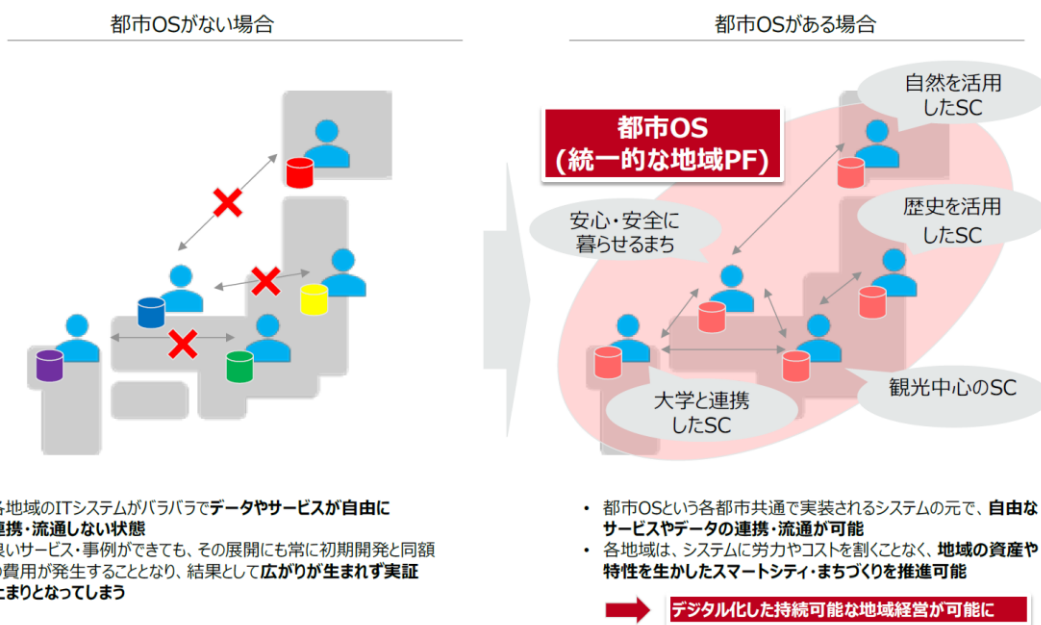 都市OSがない場合
各地域のITシステムがバラバラでデータやサービスが自由に
連携・流通しない状態
良いサービス・事例ができても、その展開にも常に初期開発と同額
の費用が発生することとなり、結果として広がりが生まれず実証
止まりとなってしまう
都市OSがある場合
都市OS
(統一的な地域PF)
自然を活用
したSC
安心・安全に
暮らせるまち
歴史を活用
したSC
大学と連携
したSC
観光中心のSC
• 都市OSという各都市共通で実装されるシステムの元で、自由な
サービスやデータの連携・流通が可能
• 各地域は、システムに労力やコストを割くことなく、地域の資産や
特性を生かしたスマートシティ・まちづくりを推進可能
デジタル化した持続可能な地域経営が可能に